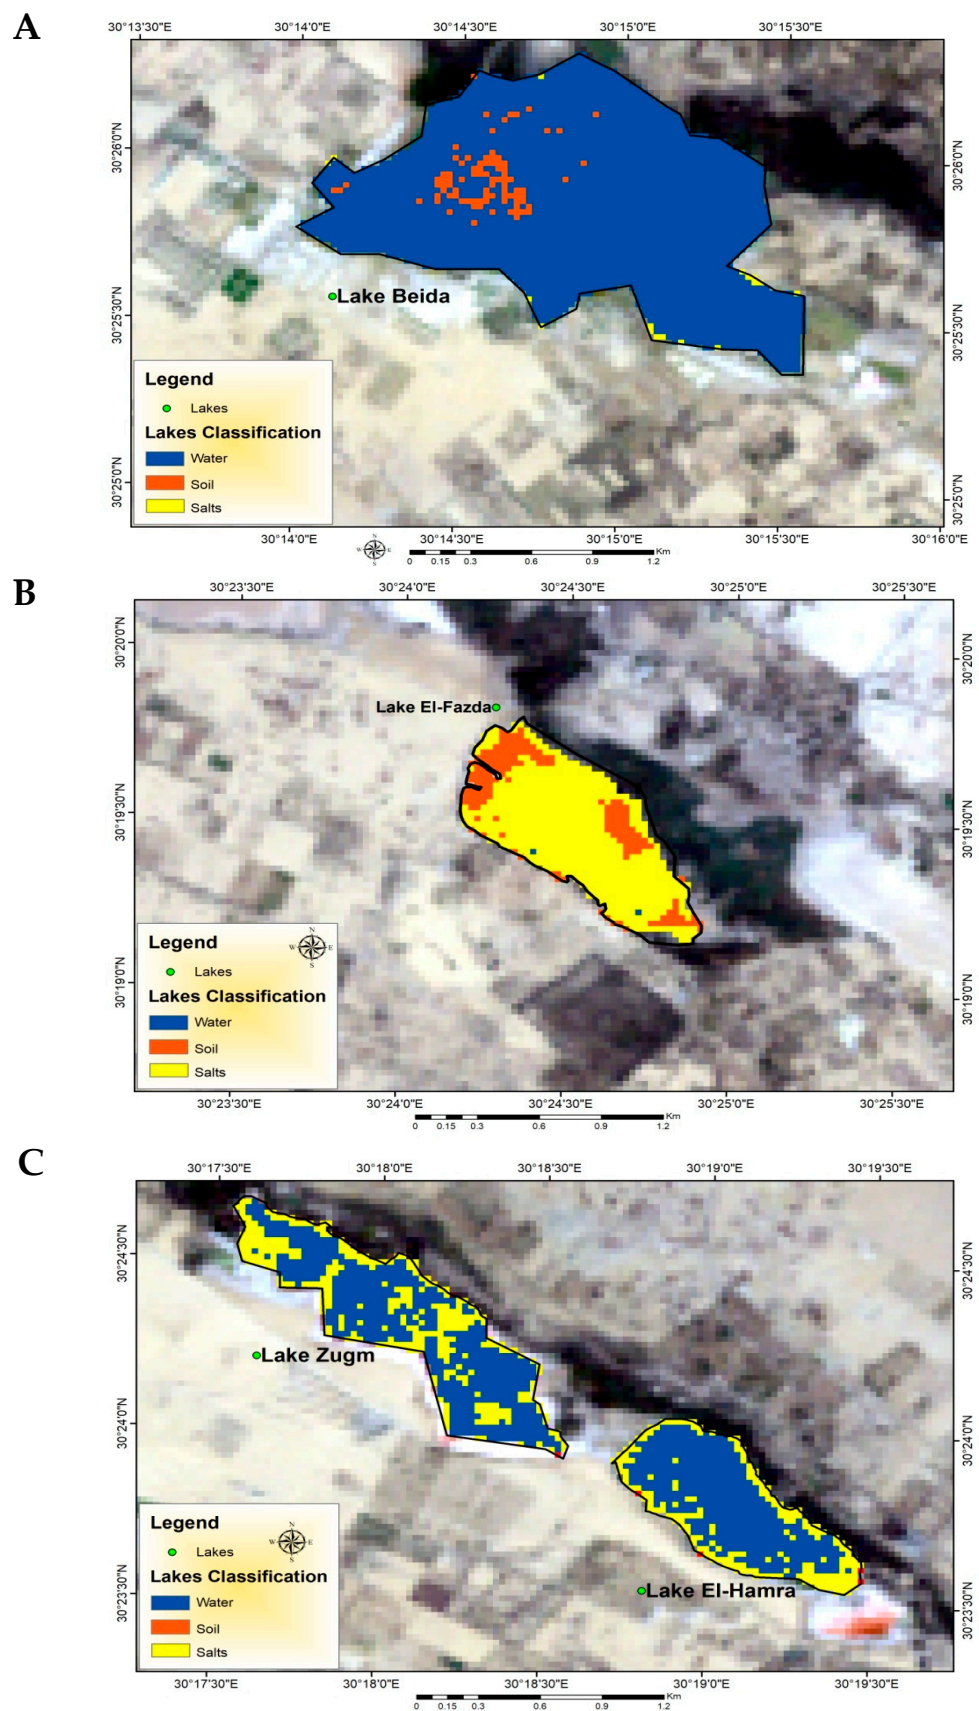 A
30°13'30"E 30°14'0"E 30°14'30"E 30°15'0"E 30°15'30"E
30°26'0"N
30°26'0"N
Lake Beida
30°25'30"N
30°25'30"N
Legend
Lakes
Lakes Classification
Water
Soil
Salts
30°25'0"N
30°25'0"N
30°14'0"E 30°14'30"E 30°15'0"E 30°15'30"E 30°16'0"E
N
W E
S
Km
0 0.15 0.3 0.6 0.9 1.2
B
30°23'30"E 30°24'0"E 30°24'30"E 30°25'0"E 30°25'30"E
30°20'0"N
30°20'0"N
Lake El-Fazda
30°19'30"N
30°19'30"N
Legend
N
W E
S
Lakes
Lakes Classification
Water
Soil
Salts
30°19'0"N
30°19'0"N
30°23'30"E 30°24'0"E 30°24'30"E 30°25'0"E 30°25'30"E
Km
0 0.15 0.3 0.6 0.9 1.2
C
30°17'30"E 30°18'0"E 30°18'30"E 30°19'0"E 30°19'30"E
30°24'30"N
30°24'30"N
Lake Zugm
30°24'0"N
30°24'0"N
Legend
N
W E
S
Lakes
Lakes Classification
Water
Soil
Salts
Lake El-Hamra
30°23'30"N
30°23'30"N
30°17'30"E 30°18'0"E 30°18'30"E 30°19'0"E 30°19'30"E
Km
0 0.15 0.3 0.6 0.9 1.2